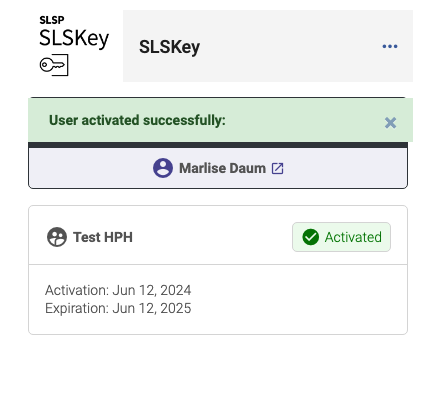 SLSP
SLSKey
SLSKey
User activated successfully:
Marlise Daum
Test HPH
Activated
Activation: Jun 12, 2024
Expiration: Jun 12, 2025